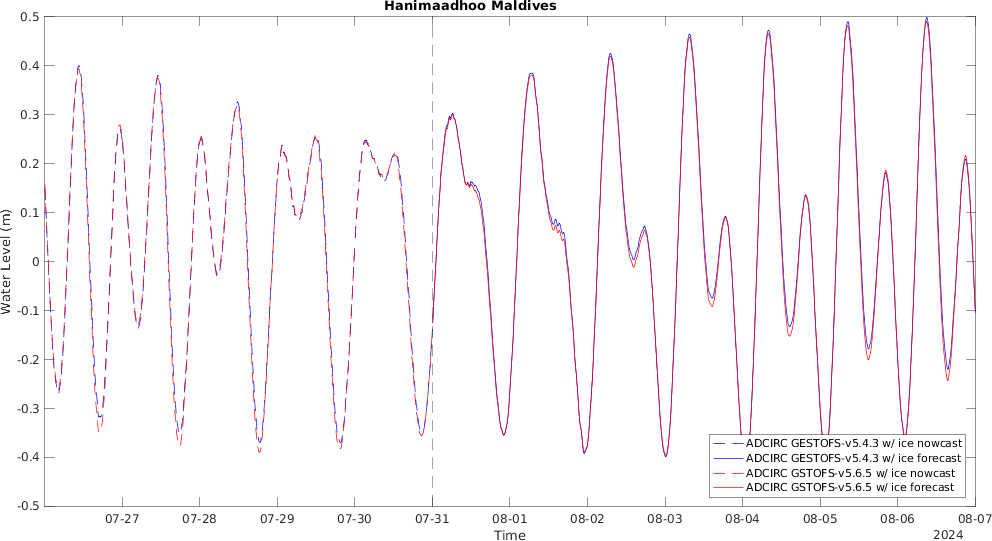 Hanimaadhoo Maldives
0.5
0.4
0.3
0.2
0.1
0
-0.1
-0.2
-0.3
-0.4
-0.5
Water Level (m)
ADCIRC GESTOFS-v5.4.3 w/ ice nowcast
ADCIRC GESTOFS-v5.4.3 w/ ice forecast
ADCIRC GSTOFS-v5.6.5 w/ ice nowcast
ADCIRC GSTOFS-v5.6.5 w/ ice forecast
07-27 07-28 07-29 07-30 07-31 08-01 08-02 08-03 08-04 08-05 08-06 08-07
Time
2024